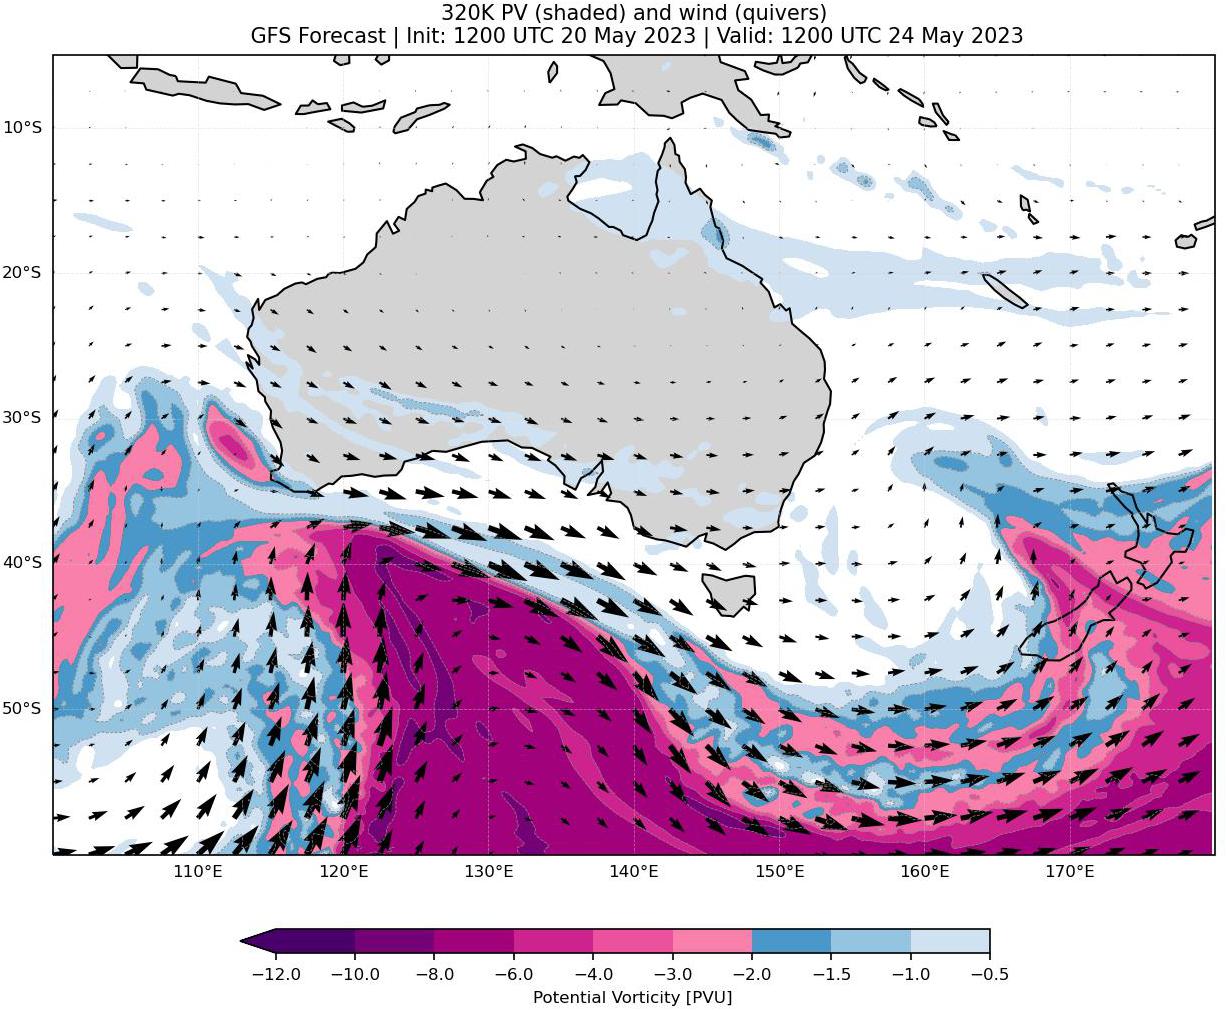 320K PV (shaded) and wind (quivers)
GFS Forecast | Init: 1200 UTC 20 May 2023 | Valid: 1200 UTC 24 May 2023
10°S
20°S
30°S
40°S
50°S
110°E 120°E 130°E 140°E 150°E 160°E 170°E
−12.0 −10.0 −8.0 −6.0 −4.0 −3.0 −2.0 −1.5 −1.0 −0.5
Potential Vorticity [PVU]